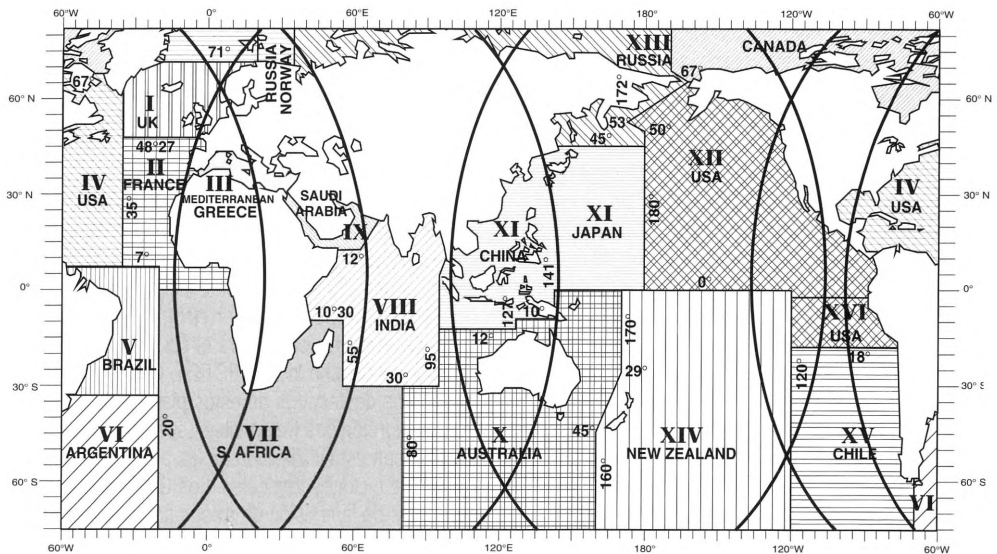 60°W 0° 60°E 120°E 180° 120°W 60°W
71°
RUSSIA
NORWAY
XIII
RUSSIA
CANADA
67
67°
172°
60° N
60° N
I
UK
53°
50°
45°
48°27
II
FRANCE
III
MEDITERRANEAN
GREECE
SAUDI
ARABIA
IV
USA
35°
XII
USA
IV
USA
30° N
30° N
XI
CHINA
XI
JAPAN
180°
IX
12°
7°
141°
0°
0°
0°
10°30
VIII
INDIA
127°
10°
12°
XVI
USA
18°
V
BRAZIL
55°
95°
170°
29°
120°
30°
30° S
30° S
VI
ARGENTINA
20°
VII
S. AFRICA
80°
X
AUSTRALIA
45°
160°
XIV
NEW ZEALAND
XV
CHILE
VI
60° S
60° S
60°W 0° 60°E 120°E 180° 120°W 60°W